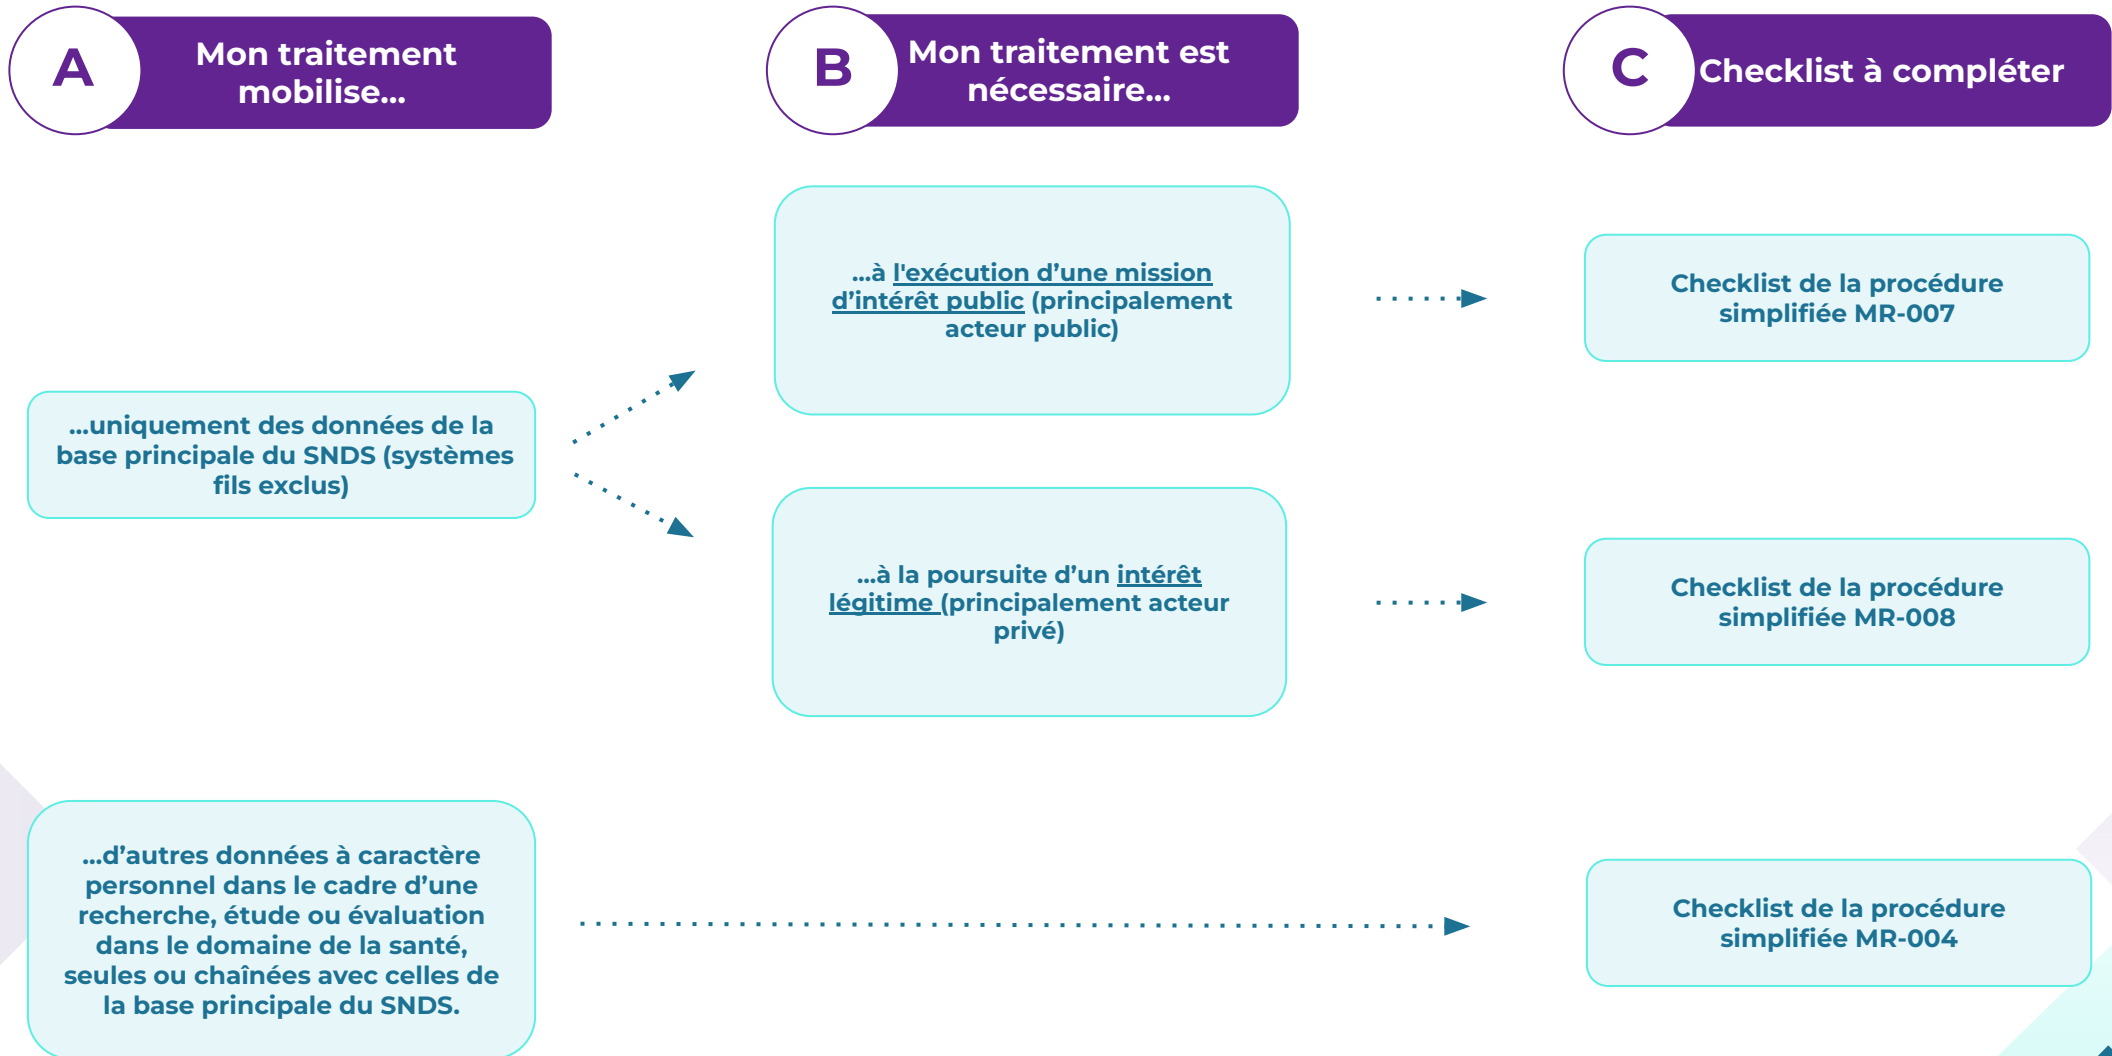 A
Mon traitement
mobilise...
B
Mon traitement est
nécessaire...
C
Checklist à compléter
...uniquement des données de la
base principale du SNDS (systèmes
fils exclus)
...à l'exécution d’une mission
d’intérêt public (principalement
acteur public)
Checklist de la procédure
simplifiée MR-007
...à la poursuite d’un intérêt
légitime (principalement acteur
privé)
Checklist de la procédure
simplifiée MR-008
...d’autres données à caractère
personnel dans le cadre d’une
recherche, étude ou évaluation
dans le domaine de la santé,
seules ou chaînées avec celles de
la base principale du SNDS.
Checklist de la procédure
simplifiée MR-004